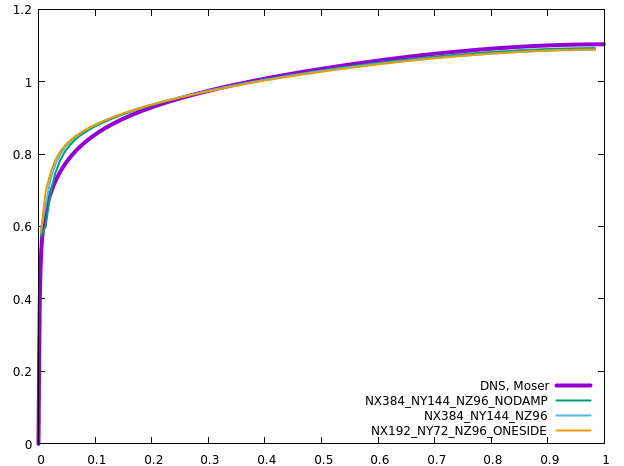 1.2
1
0.8
0.6
0.4
0.2
0
DNS, Moser
NX384_NY144_NZ96_NODAMP
NX384_NY144_NZ96
NX192_NY72_NZ96_ONESIDE
0 0.1 0.2 0.3 0.4 0.5 0.6 0.7 0.8 0.9 1